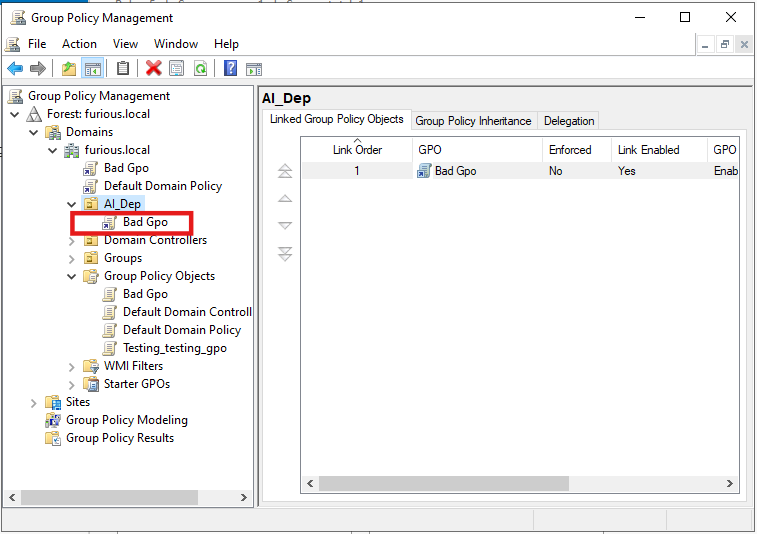 Group Policy Management
File Action View Window Help
Group Policy Management
Forest: furious.local
Domains
furious.local
Bad Gpo
Default Domain Policy
AI_Dep
Bad Gpo
Domain Controllers
Groups
Group Policy Objects
Bad Gpo
Default Domain Controll
Default Domain Policy
Testing_testing_gpo
WMI Filters
Starter GPOs
Sites
Group Policy Modeling
Group Policy Results
AI_Dep
Linked Group Policy Objects Group Policy Inheritance Delegation
Link Order GPO Enforced Link Enabled GPO
1 Bad Gpo No Yes Enab